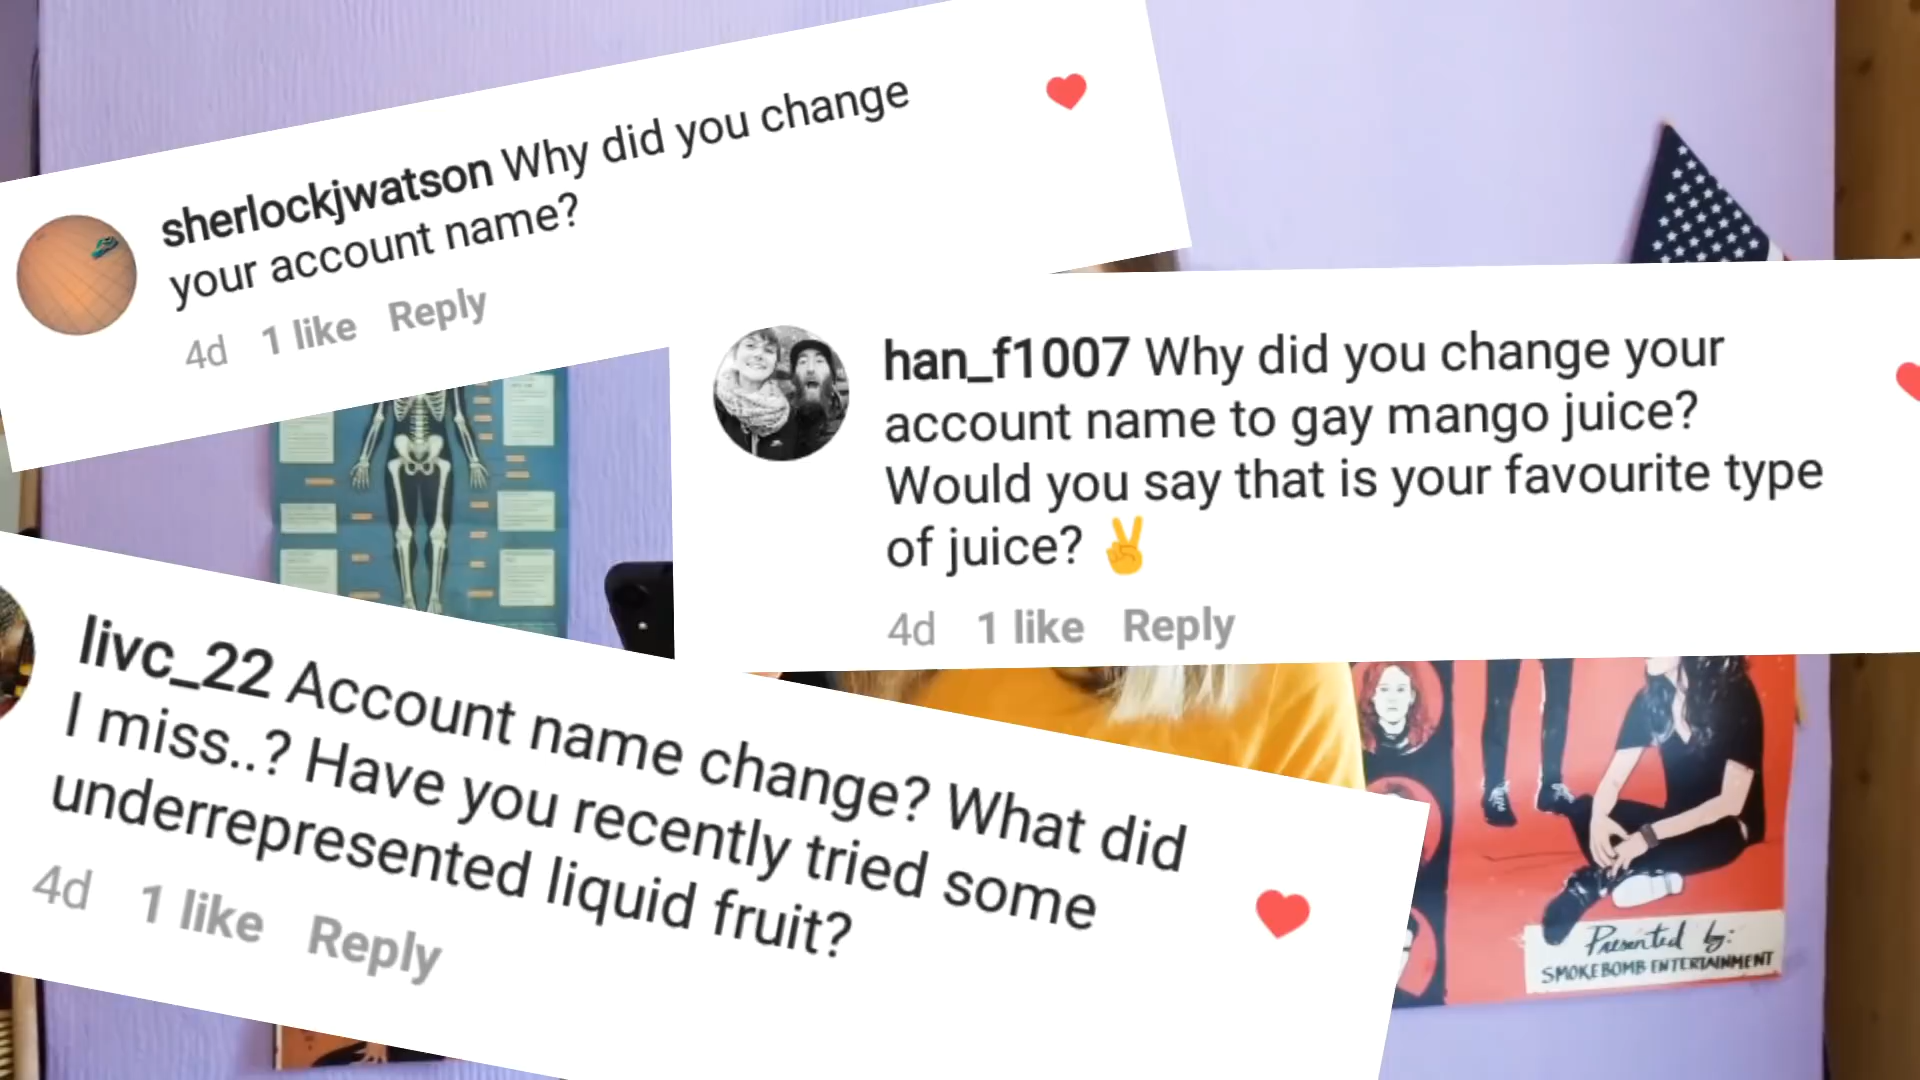 sherlockjwatson Why did you change
your account name?
4d 1 like Reply
han_f1007 Why did you change your
account name to gay mango juice?
Would you say that is your favourite type
of juice? ✌
4d 1 like Reply
livc_22 Account name change? What did
I miss..? Have you recently tried some
underrepresented liquid fruit?
4d 1 like Reply
Presented by:
SMOKEBOMB ENTERTAINMENT